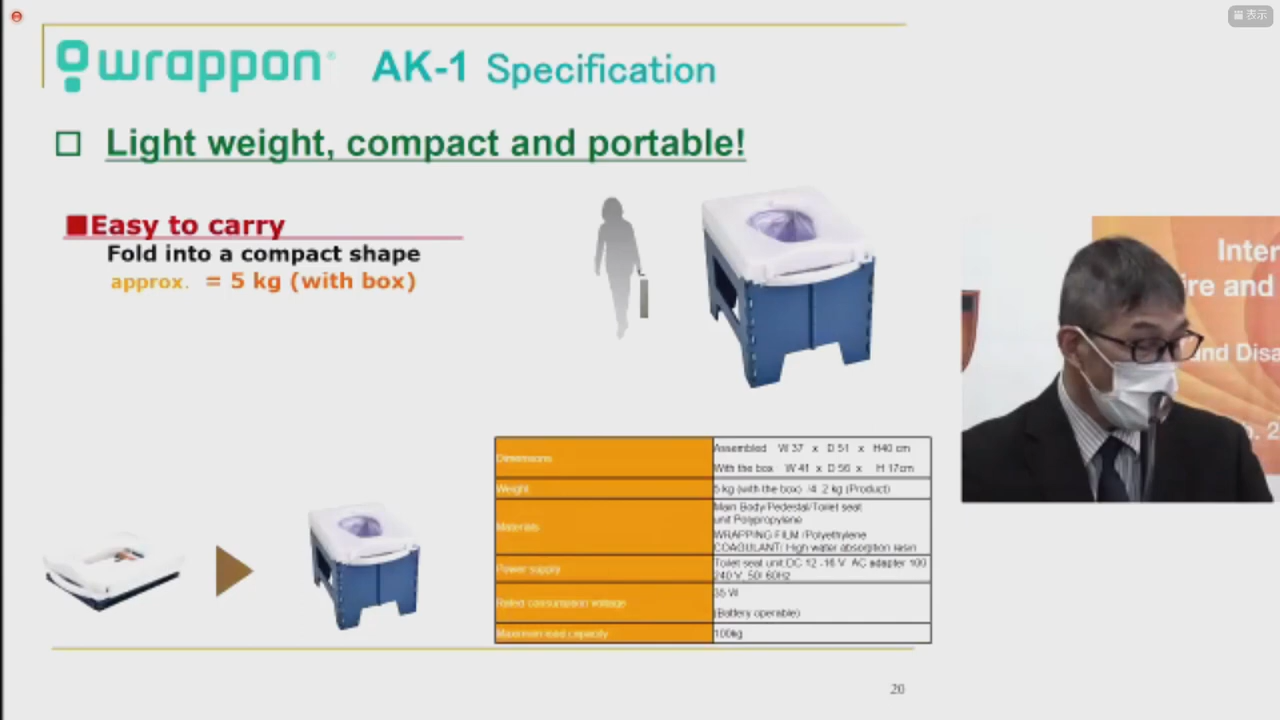 表示
wrappon® AK-1 Specification
Light weight, compact and portable!
Easy to carry
Fold into a compact shape
approx. = 5 kg (with box)
Dimensions
Assembled W 37 x D 51 x H40 cm
With the box W 41 x D 56 x H 17cm
Weight
5 kg (with the box) /4 .2 kg (Product)
Materials
Main Body/Pedestal/Toilet seat
unit Polypropylene
WRAPPING FILM /Polyethylene
COAGULANT: High water absorption resin
Power supply
Toilet seat unit:DC 12 -16 V AC adapter 100
240 V, 50/ 60Hz
Rated consumption voltage
35 W
(Battery operable)
Maximum load capacity
100kg
Inter
ire and
and Disa
20